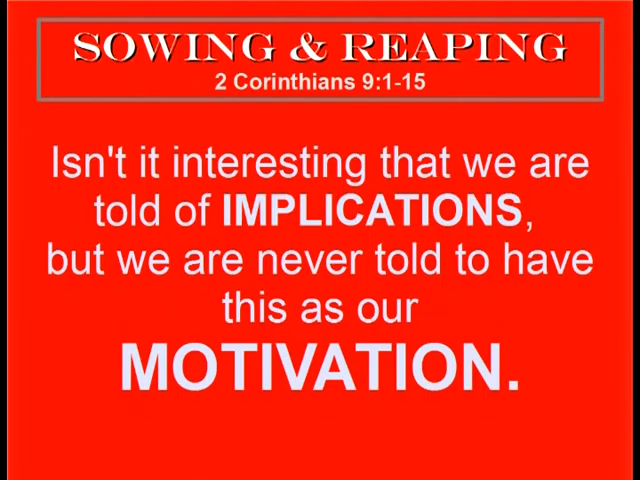 SOWING & REAPING
2 Corinthians 9:1-15
Isn't it interesting that we are
told of IMPLICATIONS,
but we are never told to have
this as our
MOTIVATION.